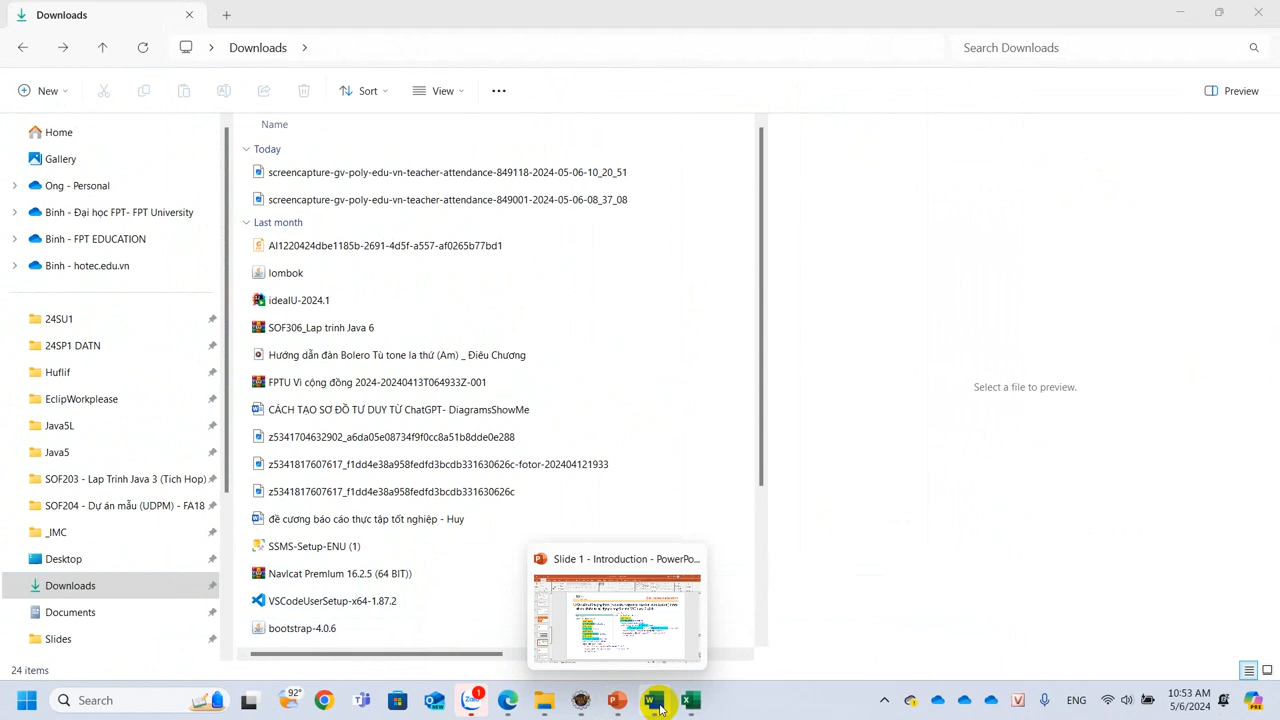 Downloads
Downloads
Search Downloads
New
Sort
View
Preview
Name
Home
Gallery
Ong - Personal
Binh - Đại học FPT- FPT University
Binh - FPT EDUCATION
Binh - hotec.edu.vn
24SU1
24SP1 DATN
Huflif
EclipWorkplease
Java5L
Java5
SOF203 - Lap Trinh Java 3 (Tich Hop)
SOF204 - Dự án mẫu (UDPM) - FA18
_IMC
Desktop
Downloads
Documents
Slides
Today
screencapture-gv-poly-edu-vn-teacher-attendance-849118-2024-05-06-10_20_51
screencapture-gv-poly-edu-vn-teacher-attendance-849001-2024-05-06-08_37_08
Last month
AI1220424dbe1185b-2691-4d5f-a557-af0265b77bd1
lombok
ideaIU-2024.1
SOF306_Lap trinh Java 6
Hướng dẫn đàn Bolero Tù tone la thứ (Am) _ Điêu Chương
FPTU Vì cộng đồng 2024-20240413T064933Z-001
CÁCH TẠO SƠ ĐỒ TƯ DUY TỪ ChatGPT- DiagramsShowMe
z5341704632902_a6da05e08734f9f0cc8a51b8dde0e288
z5341817607617_f1dd4e38a958fedfd3bcdb331630626c-fotor-202404121933
z5341817607617_f1dd4e38a958fedfd3bcdb331630626c
đề cương báo cáo thực tập tốt nghiệp - Huy
SSMS-Setup-ENU (1)
Navicat Premium 16.2.5 (64 BIT))
VSCodeUserSetup-x64-1.87.2
bootstrap-4.0.6
Select a file to preview.
Slide 1 - Introduction - PowerPo...
24 items
Search
92°
Zalo
1
ENG
0:53 AM
5/6/2024